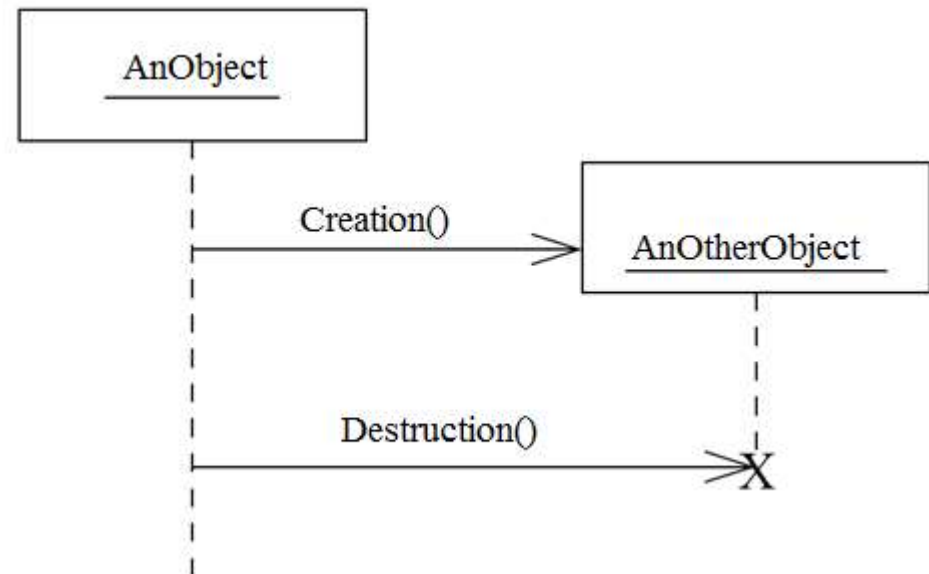 AnObject
Creation()
AnOtherObject
Destruction()
X